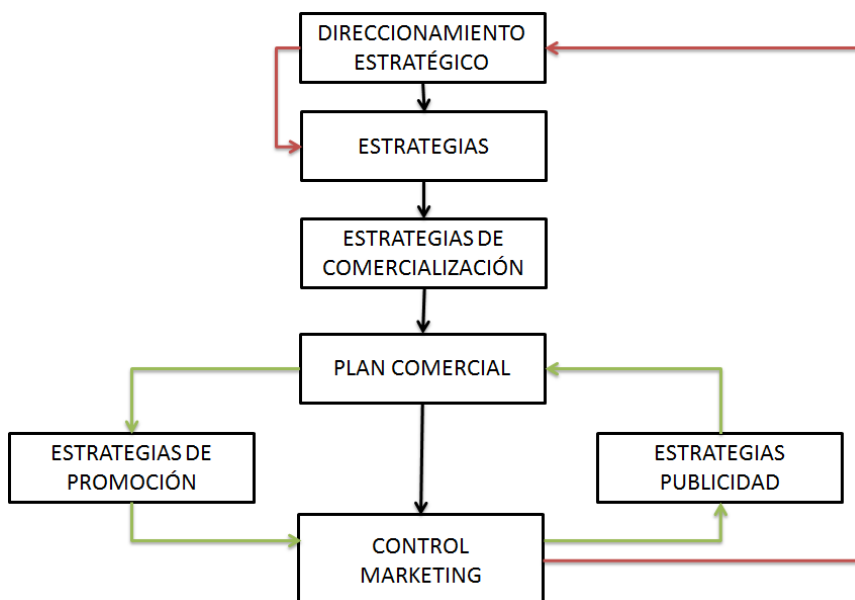 DIRECCIONAMIENTO
ESTRATÉGICO
ESTRATEGIAS
ESTRATEGIAS DE
COMERCIALIZACIÓN
PLAN COMERCIAL
ESTRATEGIAS DE
PROMOCIÓN
ESTRATEGIAS
PUBLICIDAD
CONTROL
MARKETING